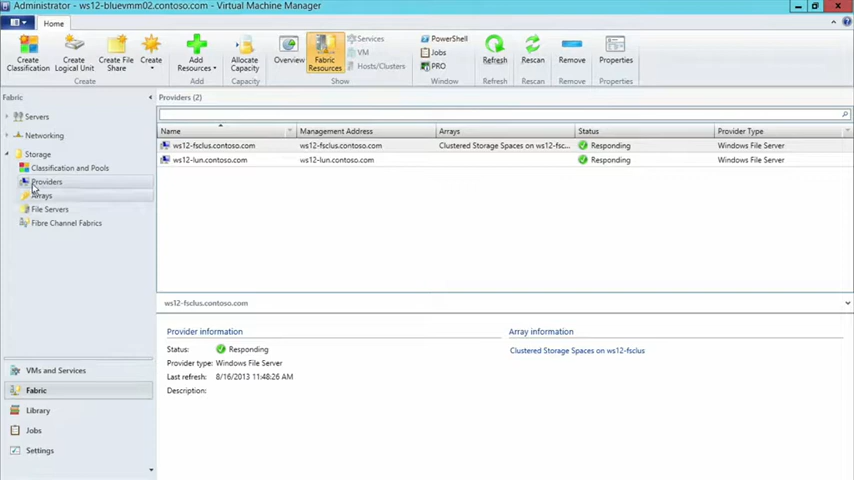 Administrator - ws12-bluevmm02.contoso.com - Virtual Machine Manager
Home
Create Classification
Create Logical Unit
Create File Share
Create
Add Resources
Allocate Capacity
Overview
Fabric Resources
Services
VM
Hosts/Clusters
PowerShell
Jobs
PRO
Refresh
Rescan
Remove
Properties
Create
Add
Capacity
Show
Window
Refresh
Rescan
Remove
Properties
Fabric
Servers
Networking
Storage
Classification and Pools
Providers
Arrays
File Servers
Fibre Channel Fabrics
VMs and Services
Fabric
Library
Jobs
Settings
Providers (2)
Name Management Address Arrays Status Provider Type
ws12-fsclus.contoso.com ws12-fsclus.contoso.com Clustered Storage Spaces on ws12-fsc... Responding Windows File Server
ws12-lun.contoso.com ws12-lun.contoso.com Responding Windows File Server
ws12-fsclus.contoso.com
Provider information
Status: Responding
Provider type: Windows File Server
Last refresh: 8/16/2013 11:48:26 AM
Description:
Array information
Clustered Storage Spaces on ws12-fsclus